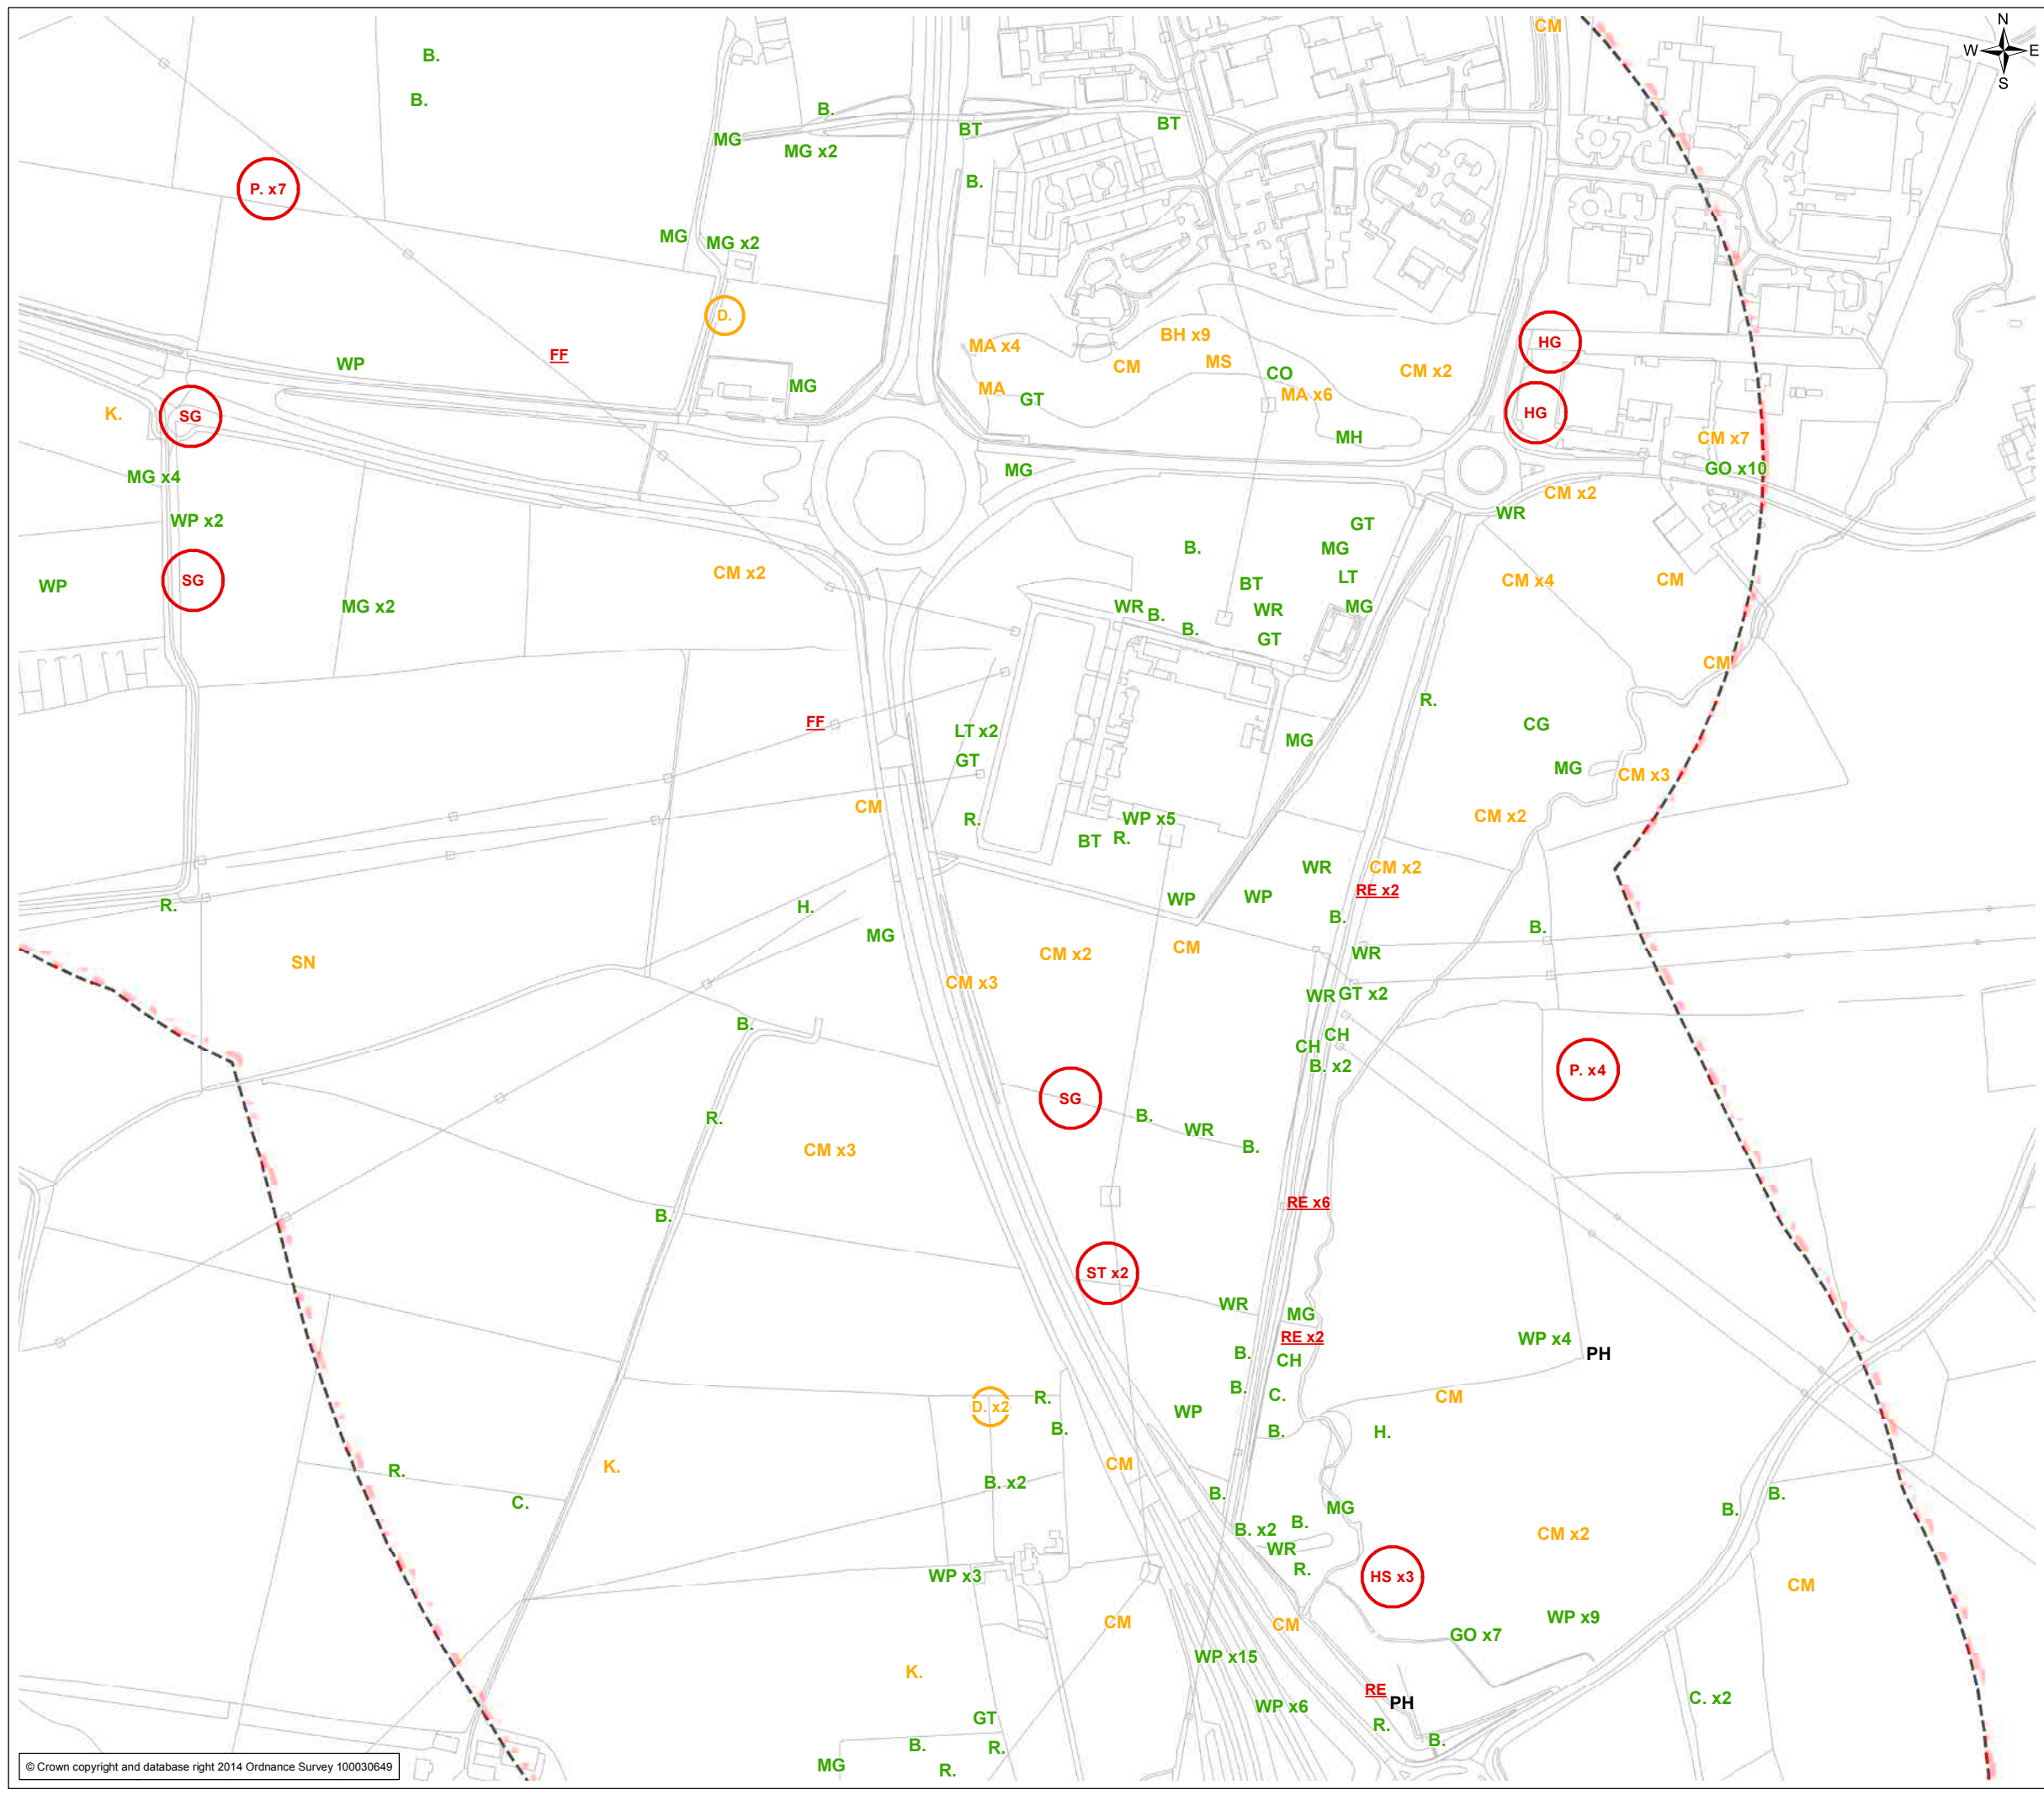 CM
N
W
E
S
B.
B.
B.
MG
MG x2
BT
BT
B.
P. x7
MG
MG x2
D.
FF
WP
MG
MA x4
BH x9
CM
MS
MA
GT
CO
MA x6
CM x2
MH
HG
HG
K.
SG
MG x4
WP x2
SG
WP
MG x2
MG
CM x7
GO x10
CM x2
WR
CM x2
B.
GT
MG
LT
MG
BT
WR
GT
WR
B.
B.
CM x4
CM
CM
R.
CG
MG
CM x3
CM x2
FF
LT x2
GT
CM
R.
MG
WP x5
BT
R.
WR
CM x2
RE x2
WP
WP
B.
B.
R.
H.
MG
SN
CM x2
CM
WR
CM x3
WR
GT x2
B.
CH
CH
B. x2
P. x4
SG
B.
WR
B.
R.
CM x3
B.
RE x6
ST x2
WR
MG
RE x2
CH
B.
B.
C.
WP x4
PH
CM
D. x2
R.
B.
WP
B.
H.
CM
R.
K.
C.
B. x2
B.
MG
B. x2
B.
WR
R.
B.
B.
CM x2
HS x3
CM
WP x3
CM
CM
WP x9
GO x7
WP x15
K.
WP x6
RE
PH
C. x2
GT
R.
B.
B.
R.
MG
R.
© Crown copyright and database right 2014 Ordnance Survey 100030649